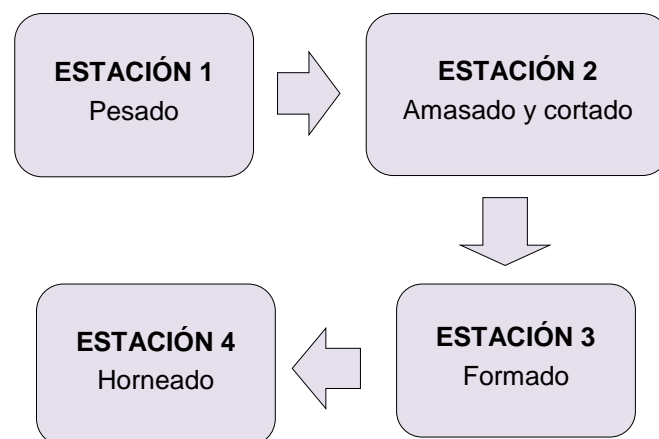 ESTACIÓN 1
Pesado
ESTACIÓN 2
Amasado y cortado
ESTACIÓN 3
Formado
ESTACIÓN 4
Horneado